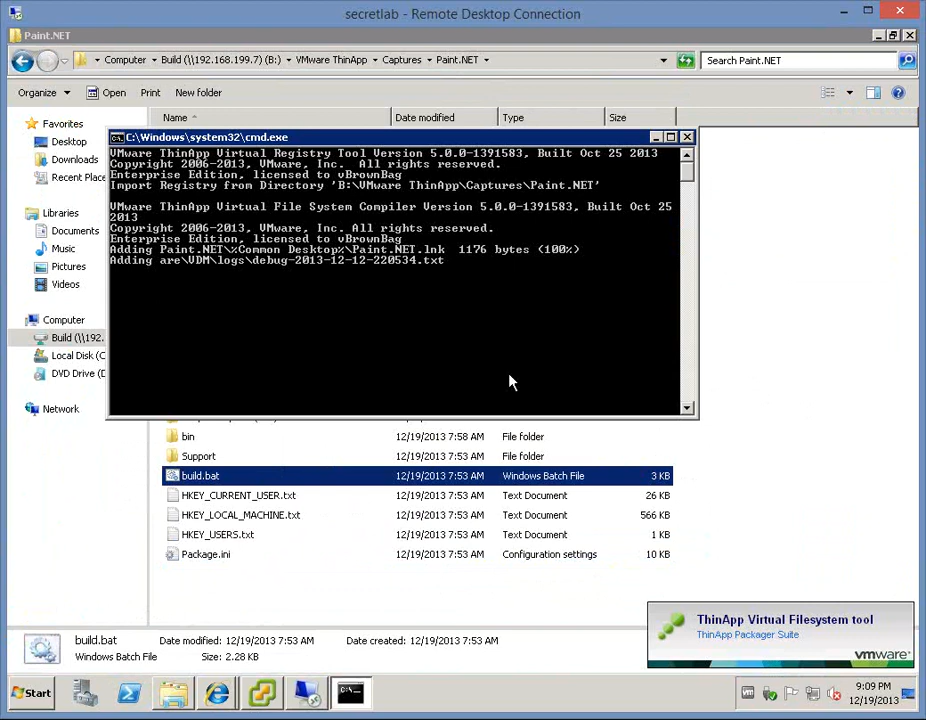 secretlab - Remote Desktop Connection
Paint.NET
Computer
Build (\\192.168.199.7) (B:)
VMware ThinApp
Captures
Paint.NET
Search Paint.NET
Organize
Open
Print
New folder
Favorites
Desktop
Downloads
Recent Place
Libraries
Documents
Music
Pictures
Videos
Computer
Build (\\192.
Local Disk (C
DVD Drive (D
Network
Name
Date modified
Type
Size
C:\Windows\system32\cmd.exe
VMware ThinApp Virtual Registry Tool Version 5.0.0-1391583, Built Oct 25 2013
Copyright 2006-2013, VMware, Inc. All rights reserved.
Enterprise Edition, licensed to vBrownBag
Import Registry from Directory 'B:\VMware ThinApp\Captures\Paint.NET'
VMware ThinApp Virtual File System Compiler Version 5.0.0-1391583, Built Oct 25
2013
Copyright 2006-2013, VMware, Inc. All rights reserved.
Enterprise Edition, licensed to vBrownBag
Adding Paint.NET\%Common Desktop%\Paint.NET.lnk 1176 bytes (100%)
Adding are\VDM\logs\debug-2013-12-12-220534.txt
bin 12/19/2013 7:58 AM File folder
Support 12/19/2013 7:53 AM File folder
build.bat 12/19/2013 7:53 AM Windows Batch File 3 KB
HKEY_CURRENT_USER.txt 12/19/2013 7:53 AM Text Document 26 KB
HKEY_LOCAL_MACHINE.txt 12/19/2013 7:53 AM Text Document 566 KB
HKEY_USERS.txt 12/19/2013 7:53 AM Text Document 1 KB
Package.ini 12/19/2013 7:53 AM Configuration settings 10 KB
build.bat Date modified: 12/19/2013 7:53 AM Date created: 12/19/2013 7:53 AM
Windows Batch File Size: 2.28 KB
ThinApp Virtual Filesystem tool
ThinApp Packager Suite
vmware
Start
C:\
9:09 PM
12/19/2013